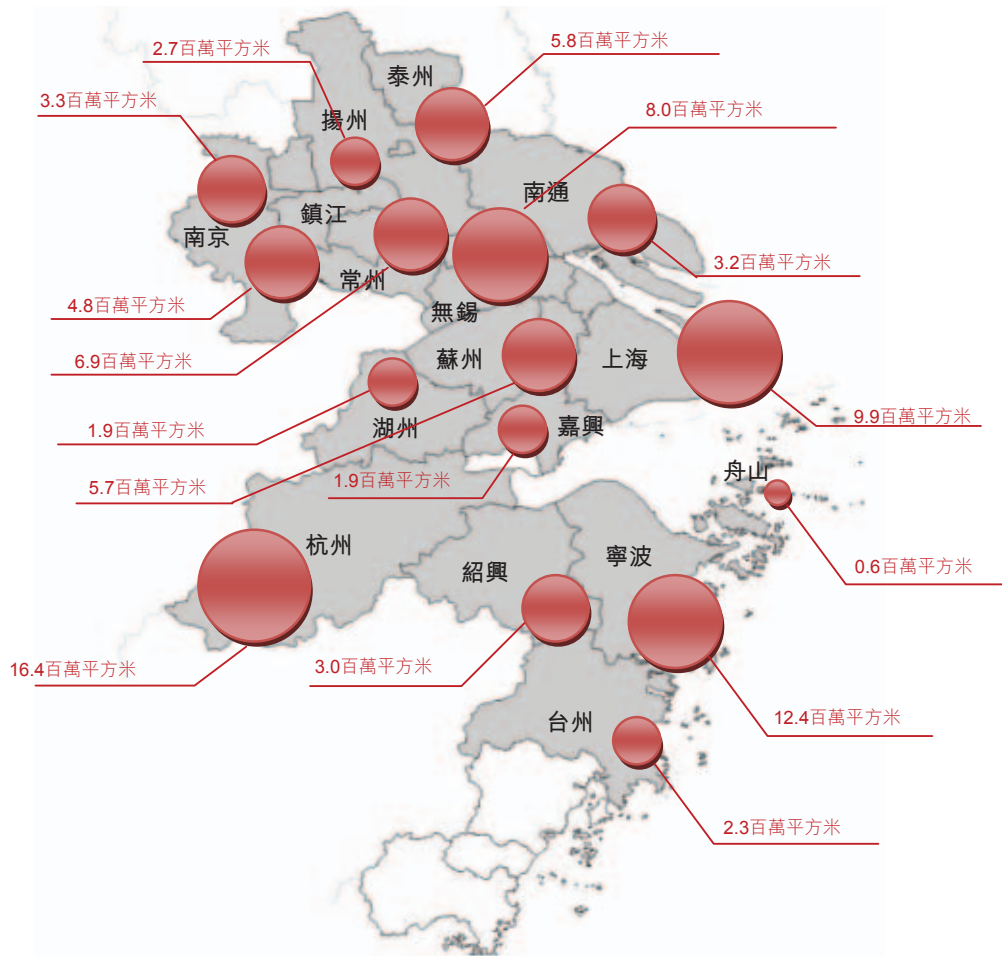 2.7百萬平方米
5.8百萬平方米
泰州
3.3百萬平方米
8.0百萬平方米
揚州
南通
鎮江
南京
3.2百萬平方米
常州
4.8百萬平方米
無錫
6.9百萬平方米
蘇州
上海
1.9百萬平方米
湖州
嘉興
9.9百萬平方米
5.7百萬平方米
1.9百萬平方米
舟山
杭州
紹興
寧波
0.6百萬平方米
16.4百萬平方米
3.0百萬平方米
台州
12.4百萬平方米
2.3百萬平方米